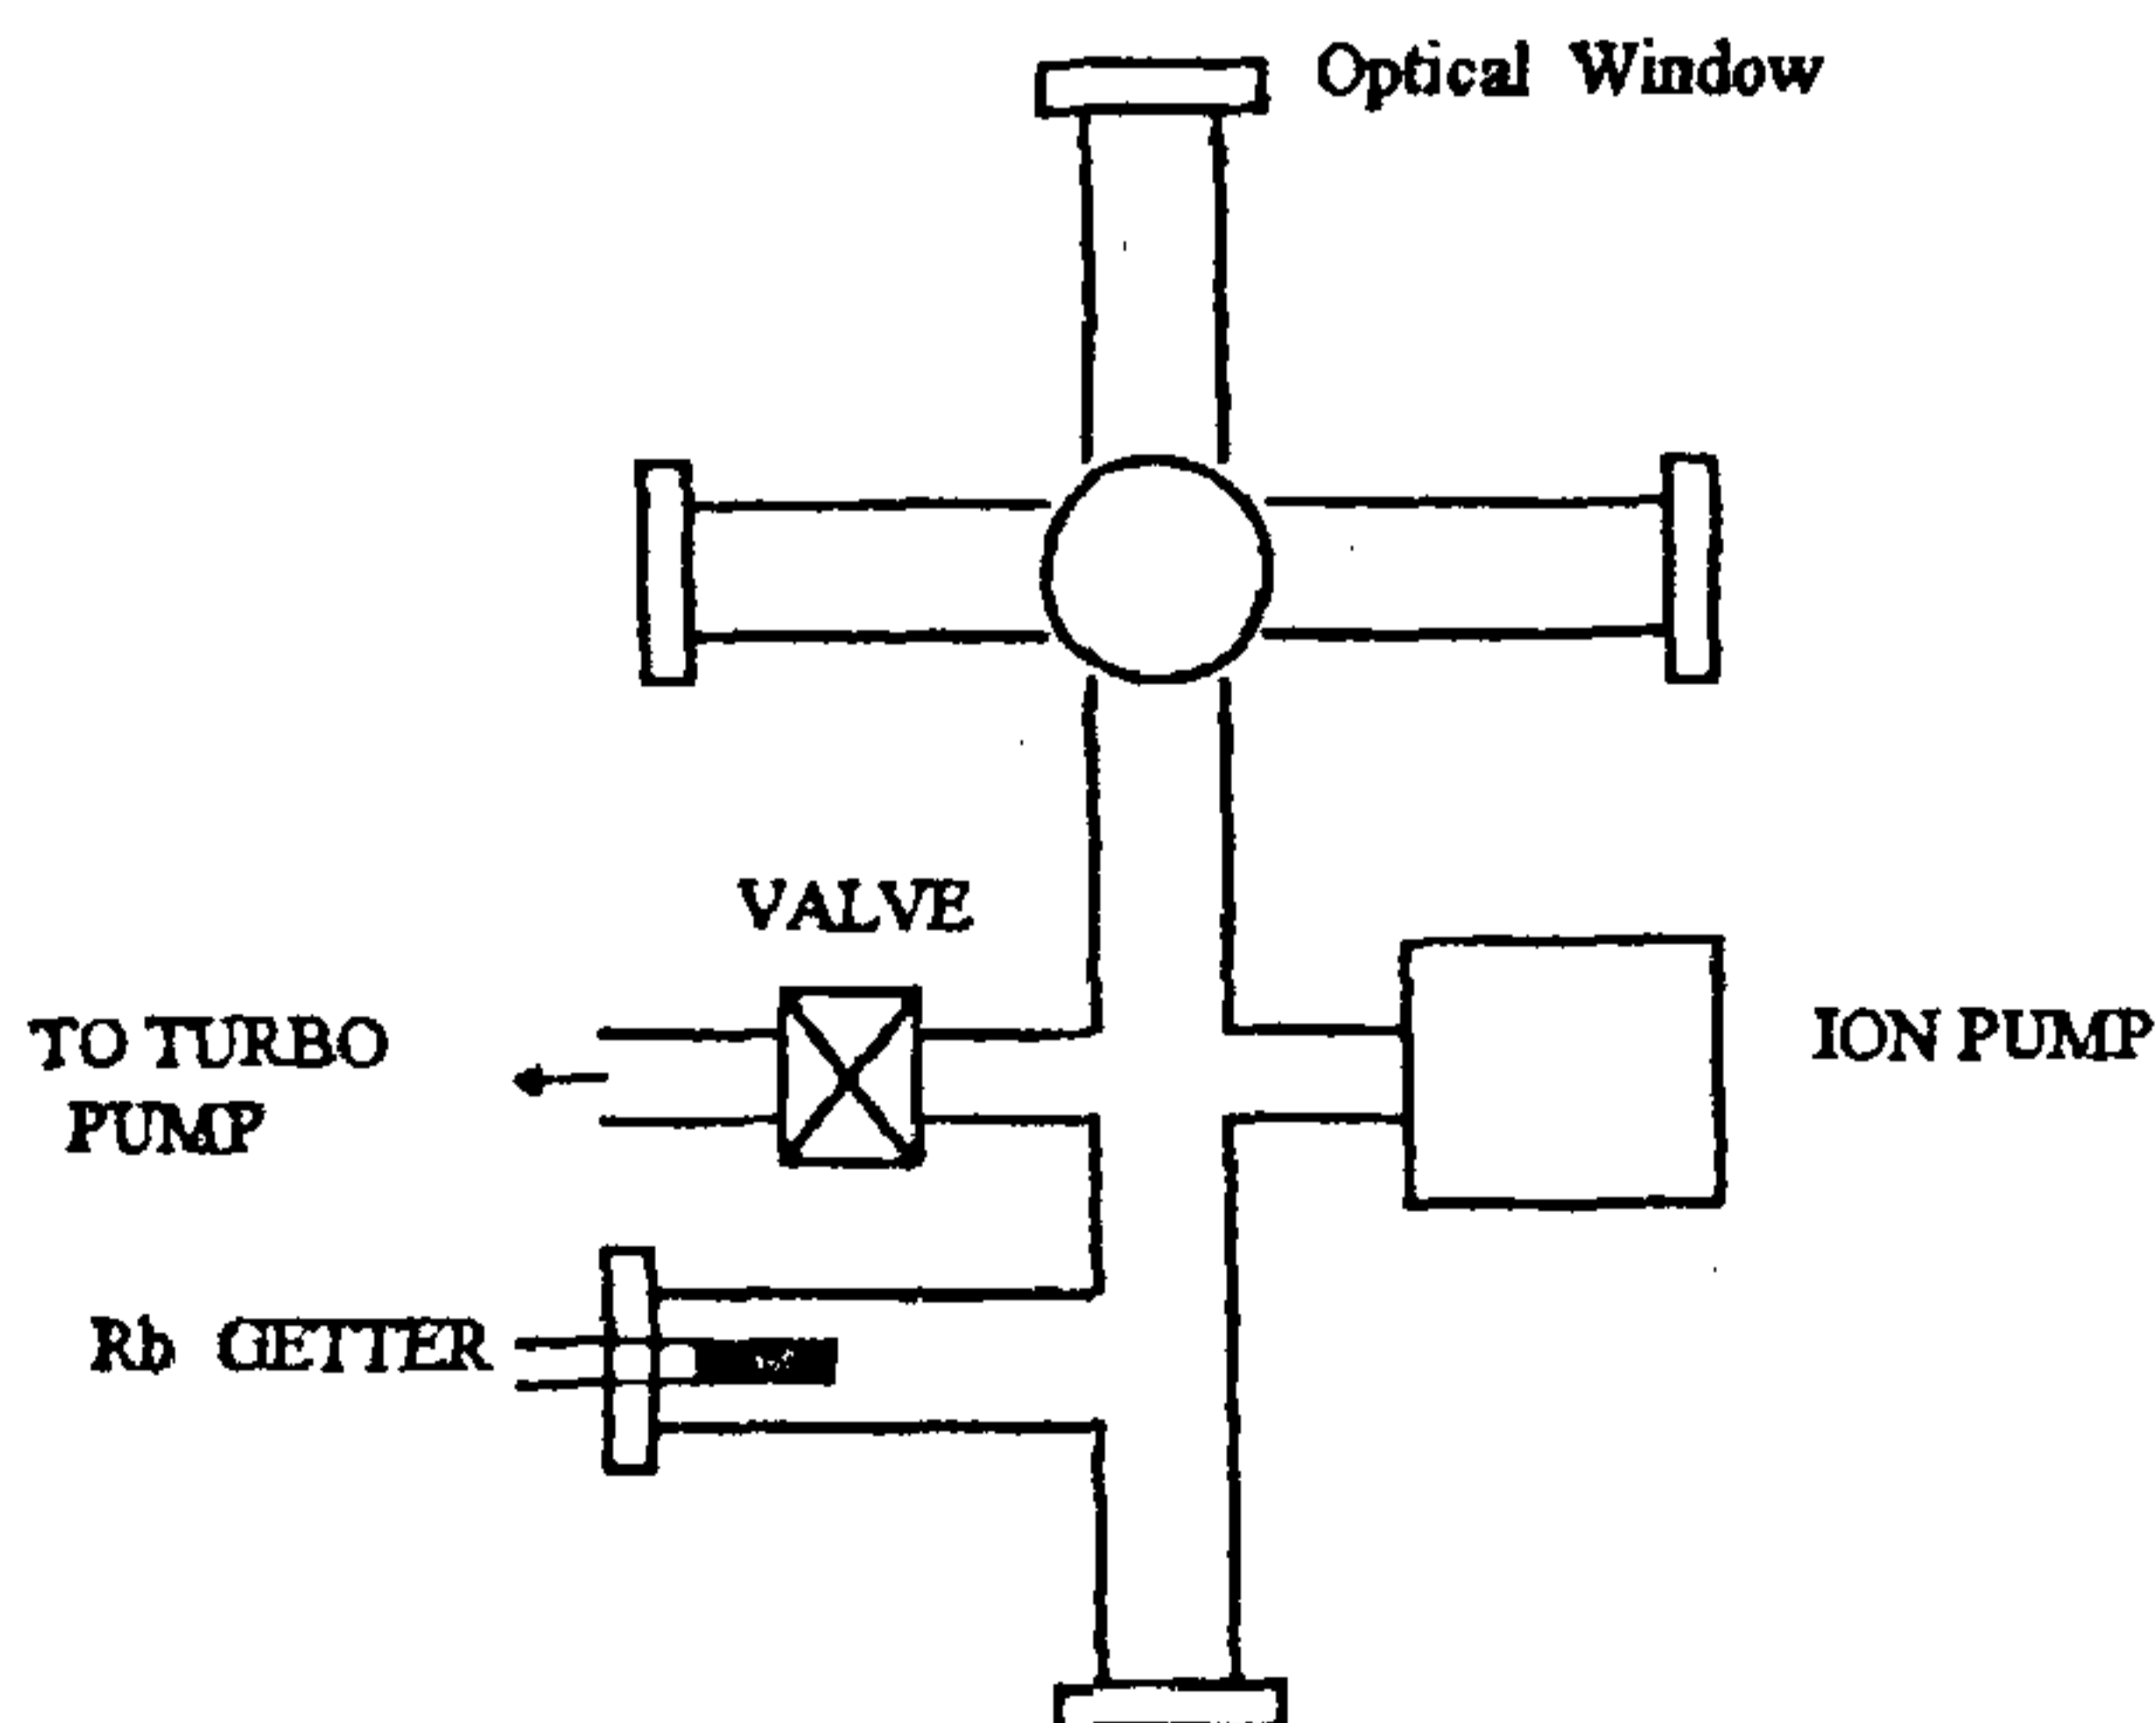 Optical Window
VALVE
TO TURBO
PUMP
ION PUMP
Rb GETTER